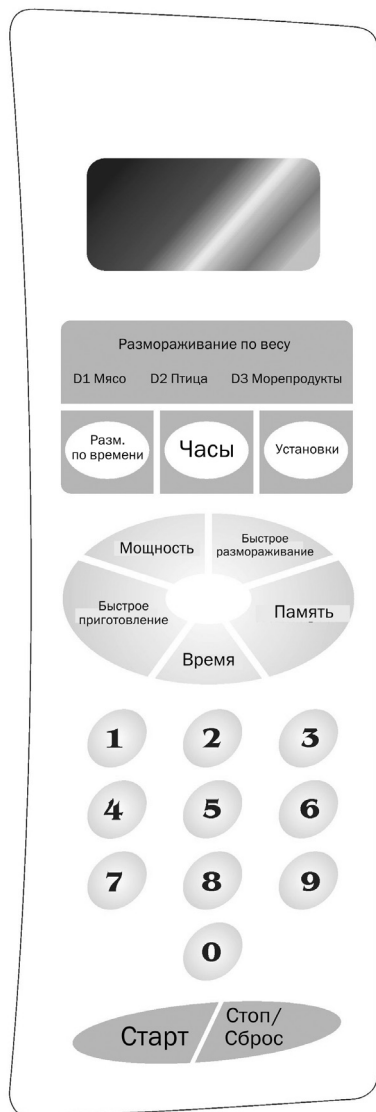 Размораживание по весу
D1 Мясо D2 Птица D3 Морепродукты
Разм.
по времени
Часы
Установки
Мощность
Быстрое
размораживание
Быстрое
приготовление
Память
Время
1 2 3
4 5 6
7 8 9
0
Старт
Стоп/
Сброс